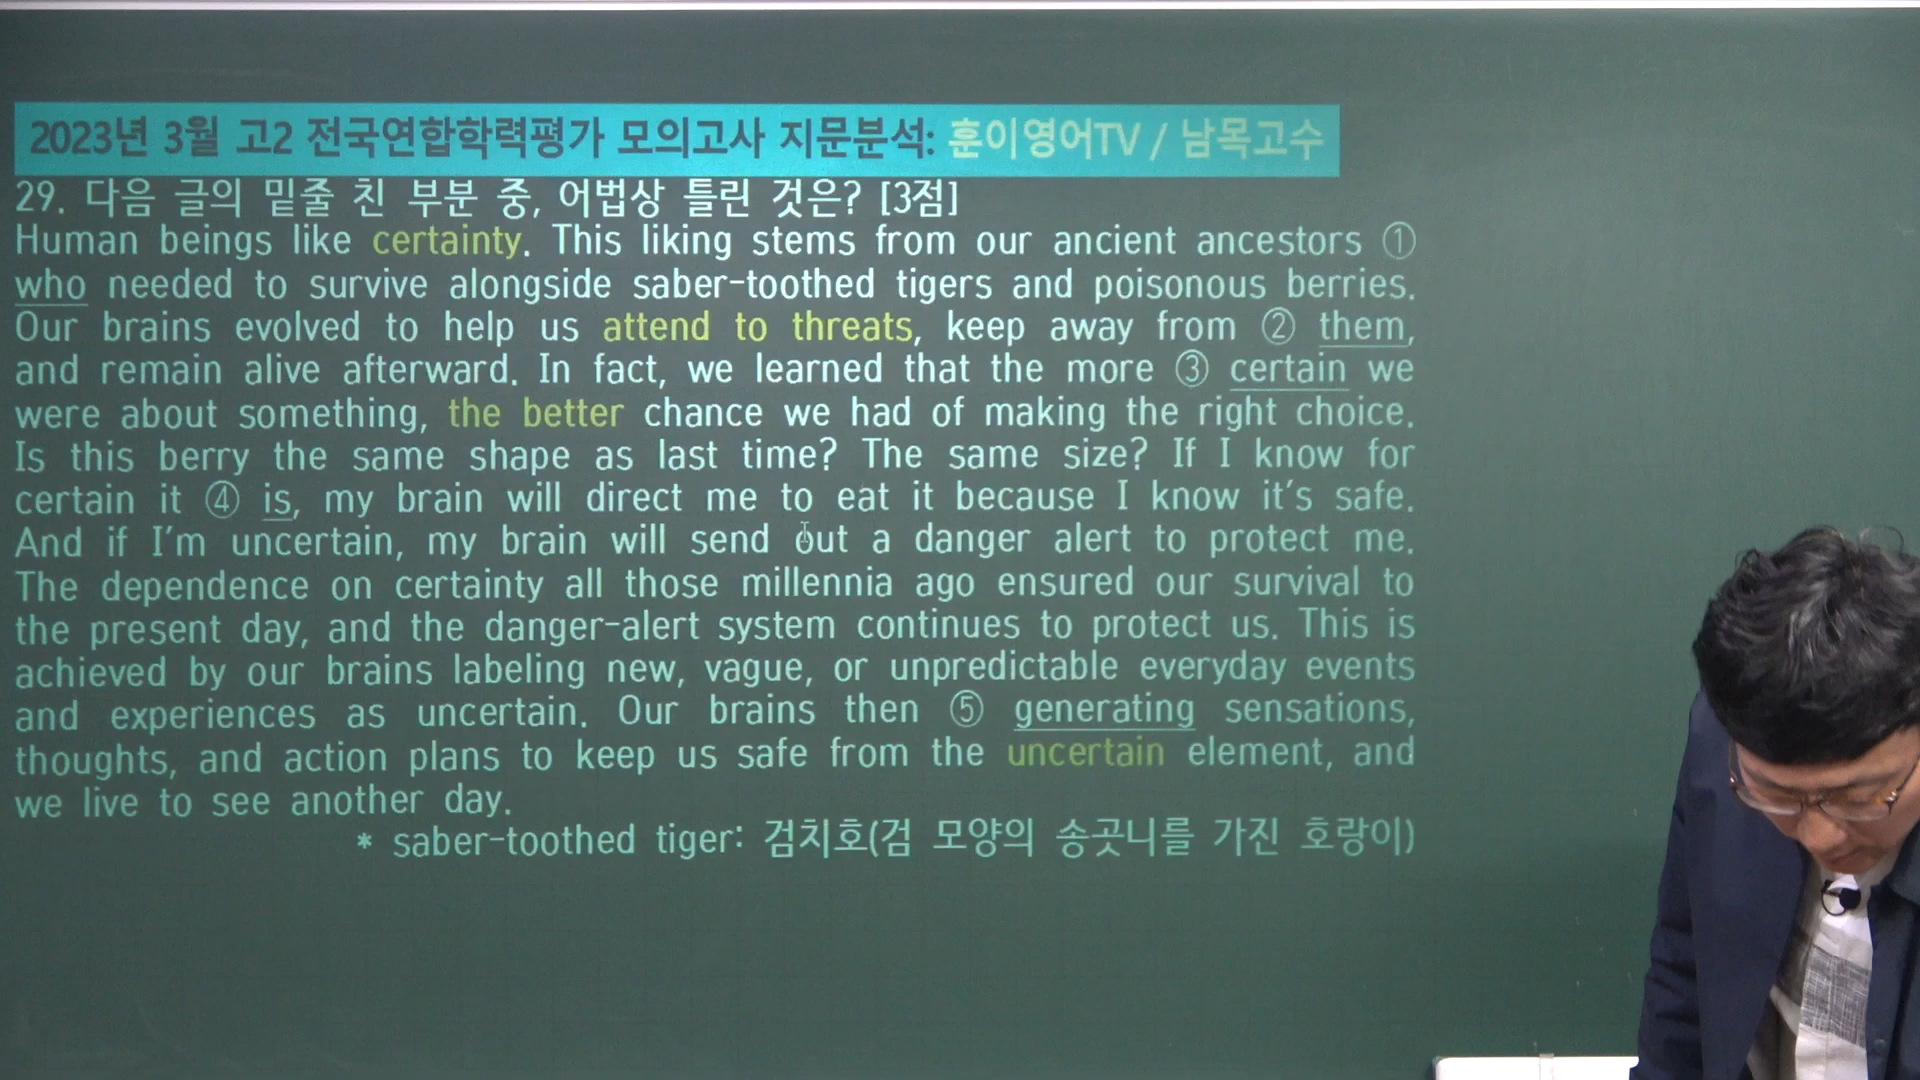 2023년 3월 고2 전국연합학력평가 모의고사 지문분석: 훈이영어TV / 남목고수
29. 다음 글의 밑줄 친 부분 중, 어법상 틀린 것은? [3점]
Human beings like certainty. This liking stems from our ancient ancestors ①
who needed to survive alongside saber-toothed tigers and poisonous berries.
Our brains evolved to help us attend to threats, keep away from ② them,
and remain alive afterward. In fact, we learned that the more ③ certain we
were about something, the better chance we had of making the right choice.
Is this berry the same shape as last time? The same size? If I know for
certain it ④ is, my brain will direct me to eat it because I know it's safe.
And if I'm uncertain, my brain will send out a danger alert to protect me.
The dependence on certainty all those millennia ago ensured our survival to
the present day, and the danger-alert system continues to protect us. This is
achieved by our brains labeling new, vague, or unpredictable everyday events
and experiences as uncertain. Our brains then ⑤ generating sensations,
thoughts, and action plans to keep us safe from the uncertain element, and
we live to see another day.
* saber-toothed tiger: 검치호(검 모양의 송곳니를 가진 호랑이)